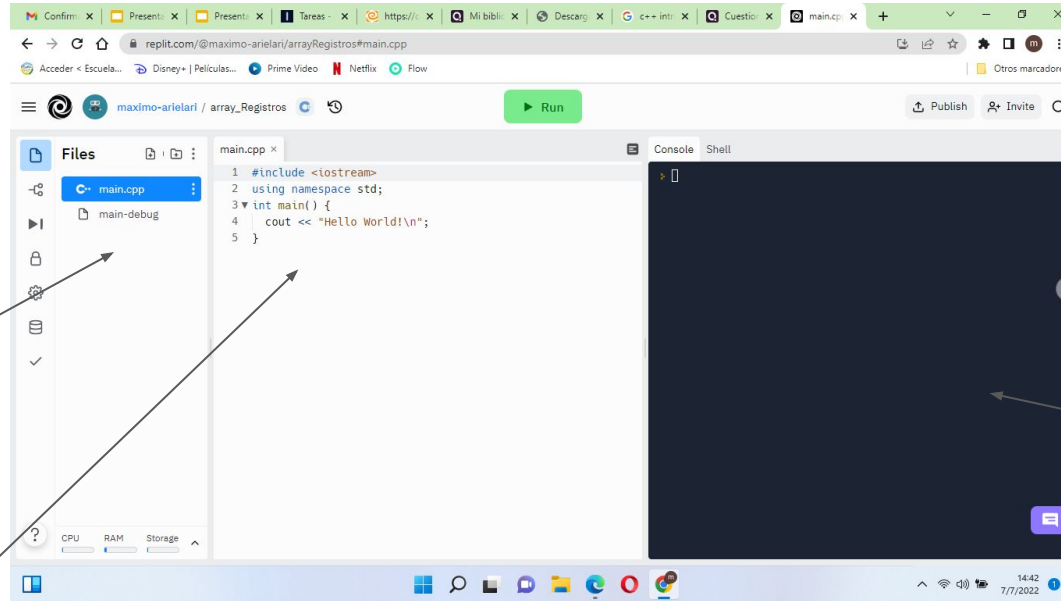 Confirm
Presenta
Presenta
Tareas -
https://c
Mi biblio
Descarg
c++ intr
Cuestion
main.cp
replit.com/@maximo-arielari/arrayRegistros#main.cpp
Acceder < Escuela...
Disney+ | Películas...
Prime Video
Netflix
Flow
Otros marcadore
maximo-arielari / array_Registros
Run
Publish
Invite
Files
main.cpp
main-debug
CPU RAM Storage
main.cpp ×
1 #include <iostream>
2 using namespace std;
3 int main() {
4 cout << "Hello World!\n";
5 }
Console Shell
14:42
7/7/2022
1